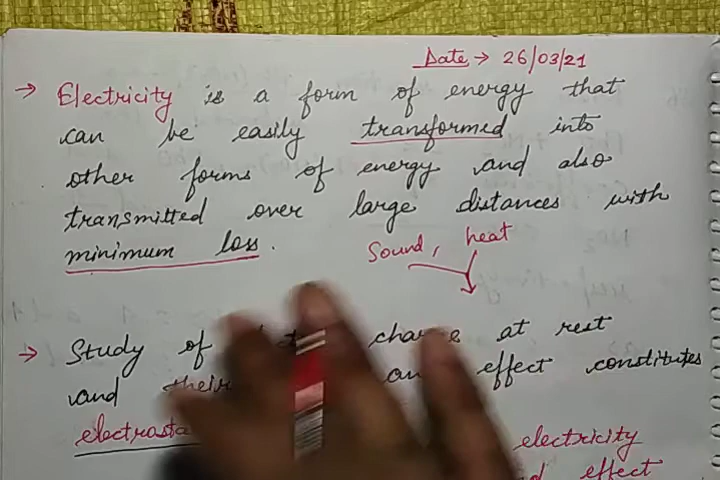 Date → 26/03/21
→ Electricity is a form of energy that
can be easily transformed into
other forms of energy and also
transmitted over large distances with
minimum loss.
Sound, heat
→ Study of at rest
and their effect constitutes
electricity
effect